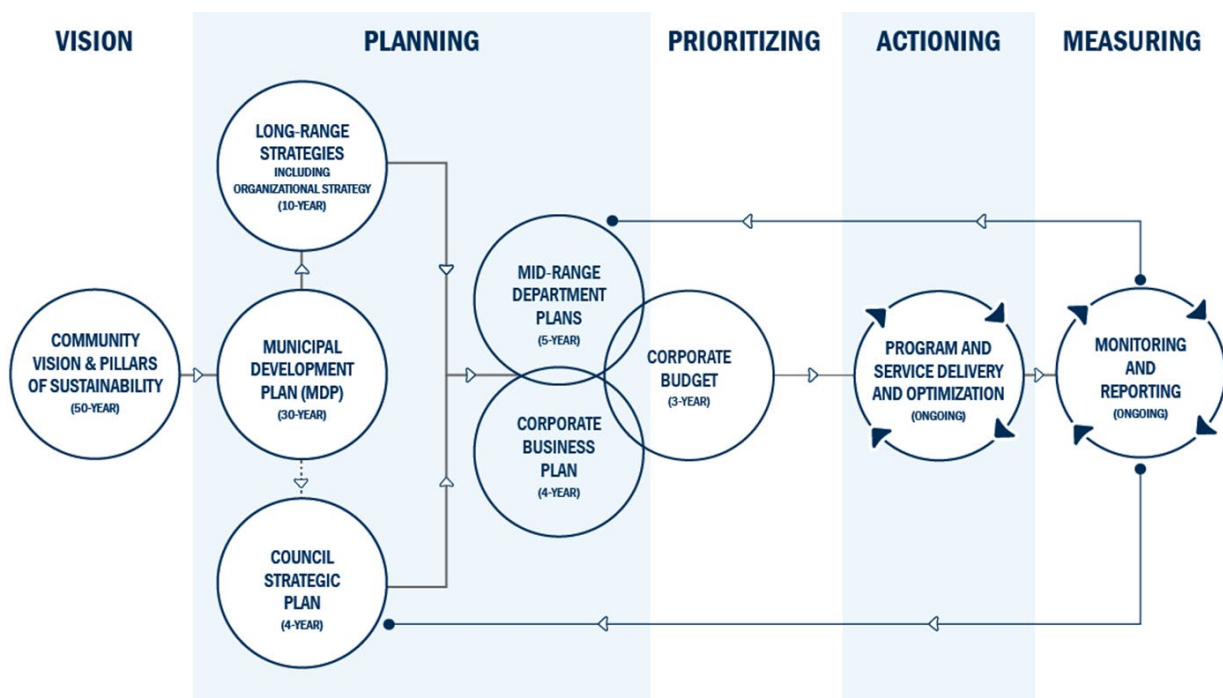 VISION
PLANNING
PRIORITIZING
ACTIONING
MEASURING
LONG-RANGE
STRATEGIES
INCLUDING
ORGANIZATIONAL STRATEGY
(10-YEAR)
COMMUNITY
VISION & PILLARS
OF SUSTAINABILITY
(50-YEAR)
MUNICIPAL
DEVELOPMENT
PLAN (MDP)
(30-YEAR)
COUNCIL
STRATEGIC
PLAN
(4-YEAR)
MID-RANGE
DEPARTMENT
PLANS
(5-YEAR)
CORPORATE
BUSINESS
PLAN
(4-YEAR)
CORPORATE
BUDGET
(3-YEAR)
PROGRAM AND
SERVICE DELIVERY
AND OPTIMIZATION
(ONGOING)
MONITORING
AND
REPORTING
(ONGOING)